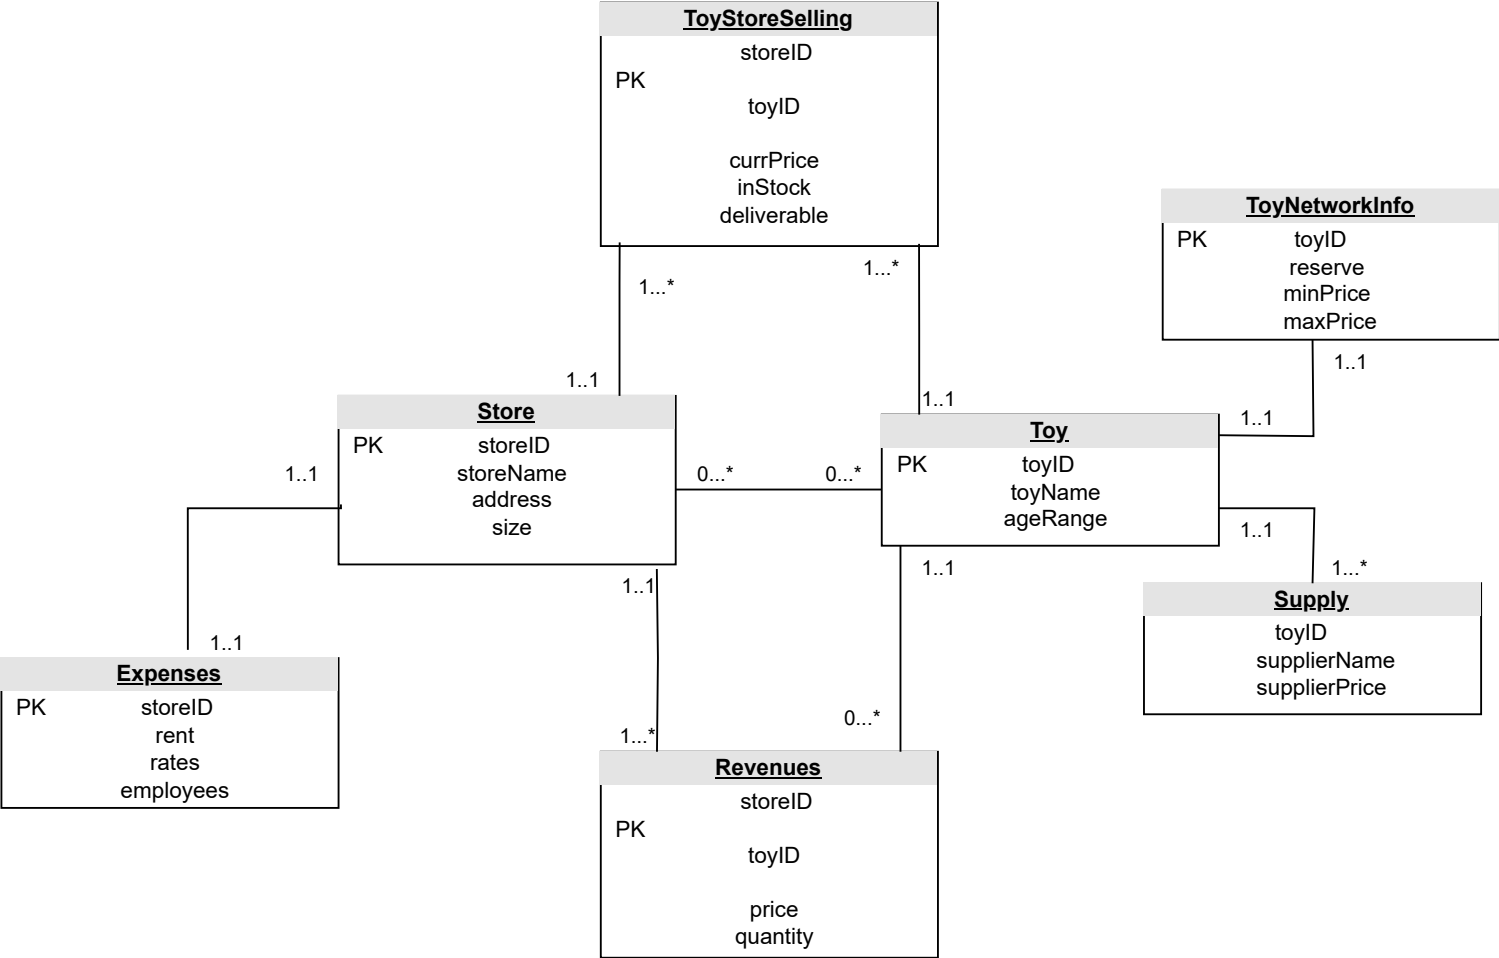 ToyStoreSelling
storeID
PK
toyID
currPrice
inStock
deliverable
ToyNetworkInfo
PK toyID
reserve
minPrice
maxPrice
1...*
1...*
1..1
1..1
1..1
1..1
Store
PK storeID
storeName
address
size
Toy
PK toyID
toyName
ageRange
1..1
0...*
0...*
1..1
1..1
1..1
1...*
1..1
Expenses
PK storeID
rent
rates
employees
Supply
toyID
supplierName
supplierPrice
1...*
0...*
Revenues
storeID
PK
toyID
price
quantity